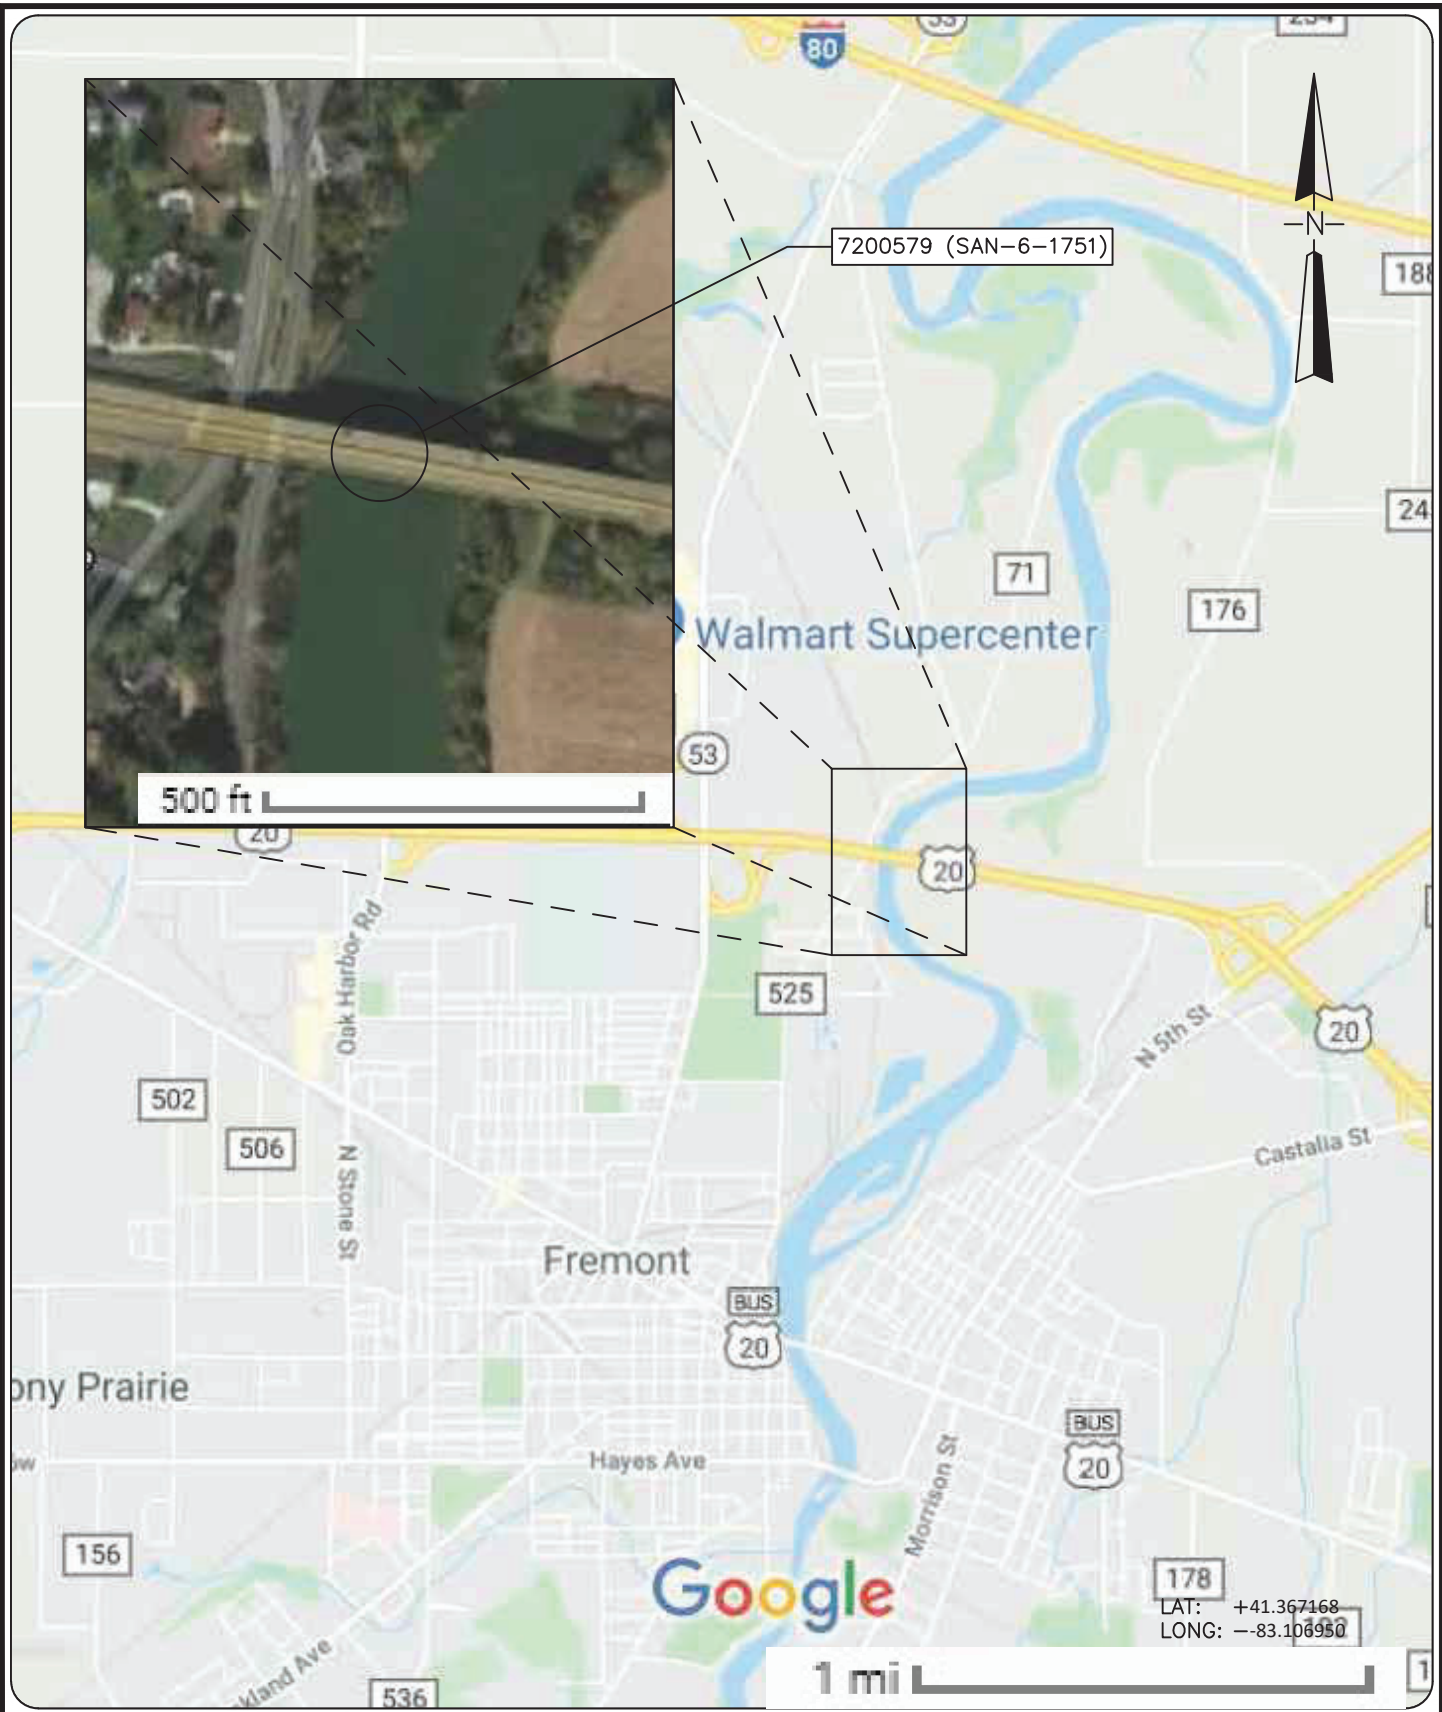 80
N
7200579 (SAN-6-1751)
71
176
Walmart Supercenter
53
500 ft
20
20
Oak Harbor Rd
525
N 5th St
20
502
506
N Stone St
Castalia St
Fremont
BUS
20
ony Prairie
BUS
20
Hayes Ave
Morrison St
156
Google
178
LAT: +41.367168
LONG: --83.106950
1 mi
kland Ave
536